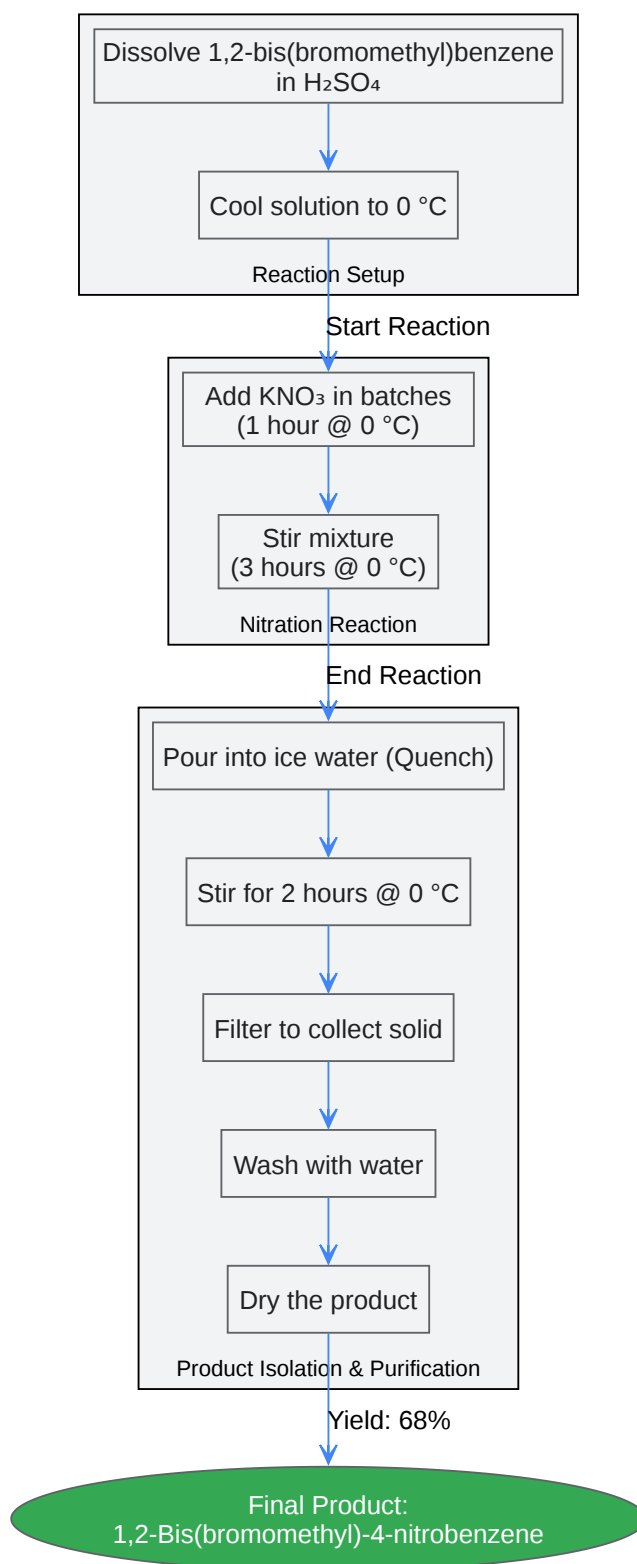 Dissolve 1,2-bis(bromomethyl)benzene
in H₂SO₄
Cool solution to 0 °C
Reaction Setup
Start Reaction
Add KNO₃ in batches
(1 hour @ 0 °C)
Stir mixture
(3 hours @ 0 °C)
Nitration Reaction
End Reaction
Pour into ice water (Quench)
Stir for 2 hours @ 0 °C
Filter to collect solid
Wash with water
Dry the product
Product Isolation & Purification
Yield: 68%
Final Product:
1,2-Bis(bromomethyl)-4-nitrobenzene